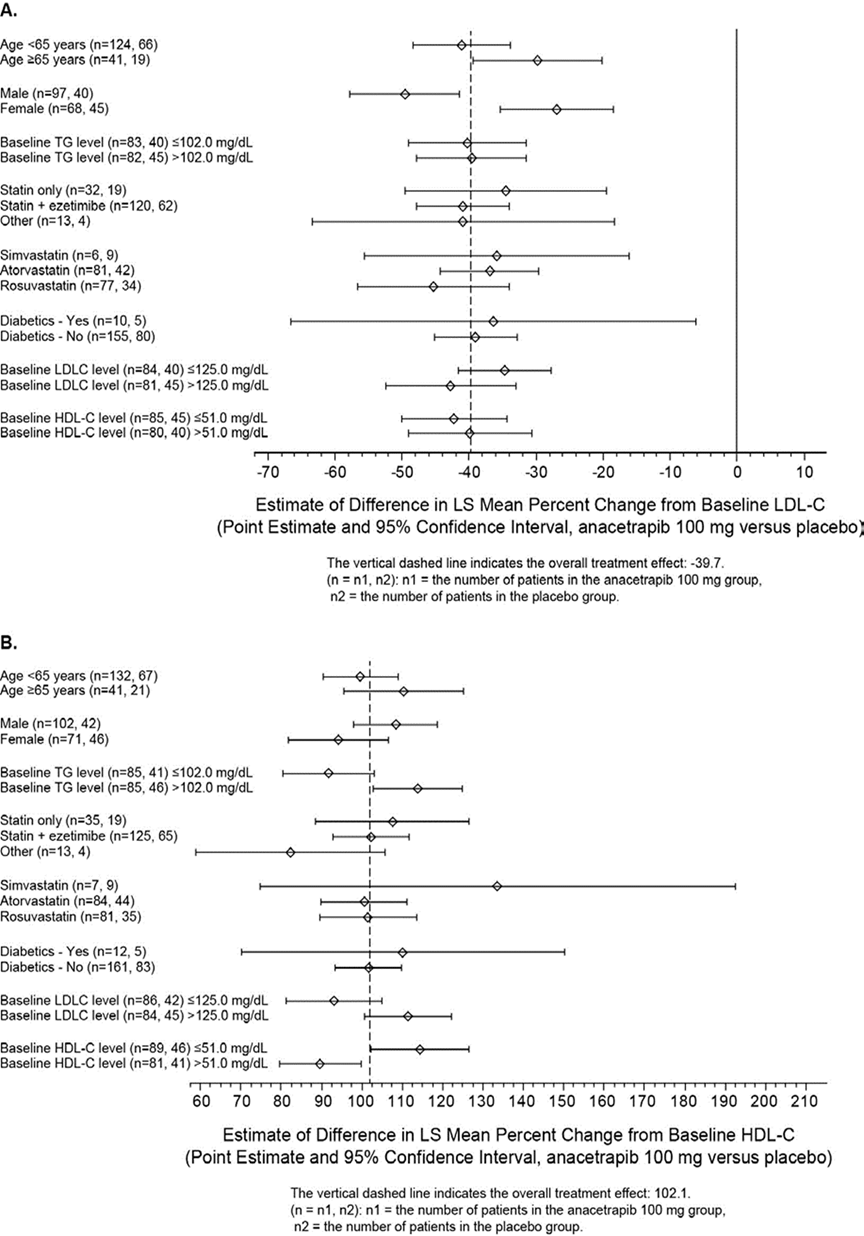 A.
Age <65 years (n=124, 66)
Age ≥65 years (n=41, 19)
Male (n=97, 40)
Female (n=68, 45)
Baseline TG level (n=83, 40) ≤102.0 mg/dL
Baseline TG level (n=82, 45) >102.0 mg/dL
Statin only (n=32, 19)
Statin + ezetimibe (n=120, 62)
Other (n=13, 4)
Simvastatin (n=6, 9)
Atorvastatin (n=81, 42)
Rosuvastatin (n=77, 34)
Diabetics - Yes (n=10, 5)
Diabetics - No (n=155, 80)
Baseline LDLC level (n=84, 40) ≤125.0 mg/dL
Baseline LDLC level (n=81, 45) >125.0 mg/dL
Baseline HDL-C level (n=85, 45) ≤51.0 mg/dL
Baseline HDL-C level (n=80, 40) >51.0 mg/dL
-70 -60 -50 -40 -30 -20 -10 0 10
Estimate of Difference in LS Mean Percent Change from Baseline LDL-C
(Point Estimate and 95% Confidence Interval, anacetrapib 100 mg versus placebo)
The vertical dashed line indicates the overall treatment effect: -39.7.
(n = n1, n2): n1 = the number of patients in the anacetrapib 100 mg group,
n2 = the number of patients in the placebo group.
B.
Age <65 years (n=132, 67)
Age ≥65 years (n=41, 21)
Male (n=102, 42)
Female (n=71, 46)
Baseline TG level (n=85, 41) ≤102.0 mg/dL
Baseline TG level (n=85, 46) >102.0 mg/dL
Statin only (n=35, 19)
Statin + ezetimibe (n=125, 65)
Other (n=13, 4)
Simvastatin (n=7, 9)
Atorvastatin (n=84, 44)
Rosuvastatin (n=81, 35)
Diabetics - Yes (n=12, 5)
Diabetics - No (n=161, 83)
Baseline LDLC level (n=86, 42) ≤125.0 mg/dL
Baseline LDLC level (n=84, 45) >125.0 mg/dL
Baseline HDL-C level (n=89, 46) ≤51.0 mg/dL
Baseline HDL-C level (n=81, 41) >51.0 mg/dL
60 70 80 90 100 110 120 130 140 150 160 170 180 190 200 210
Estimate of Difference in LS Mean Percent Change from Baseline HDL-C
(Point Estimate and 95% Confidence Interval, anacetrapib 100 mg versus placebo)
The vertical dashed line indicates the overall treatment effect: 102.1.
(n = n1, n2): n1 = the number of patients in the anacetrapib 100 mg group,
n2 = the number of patients in the placebo group.